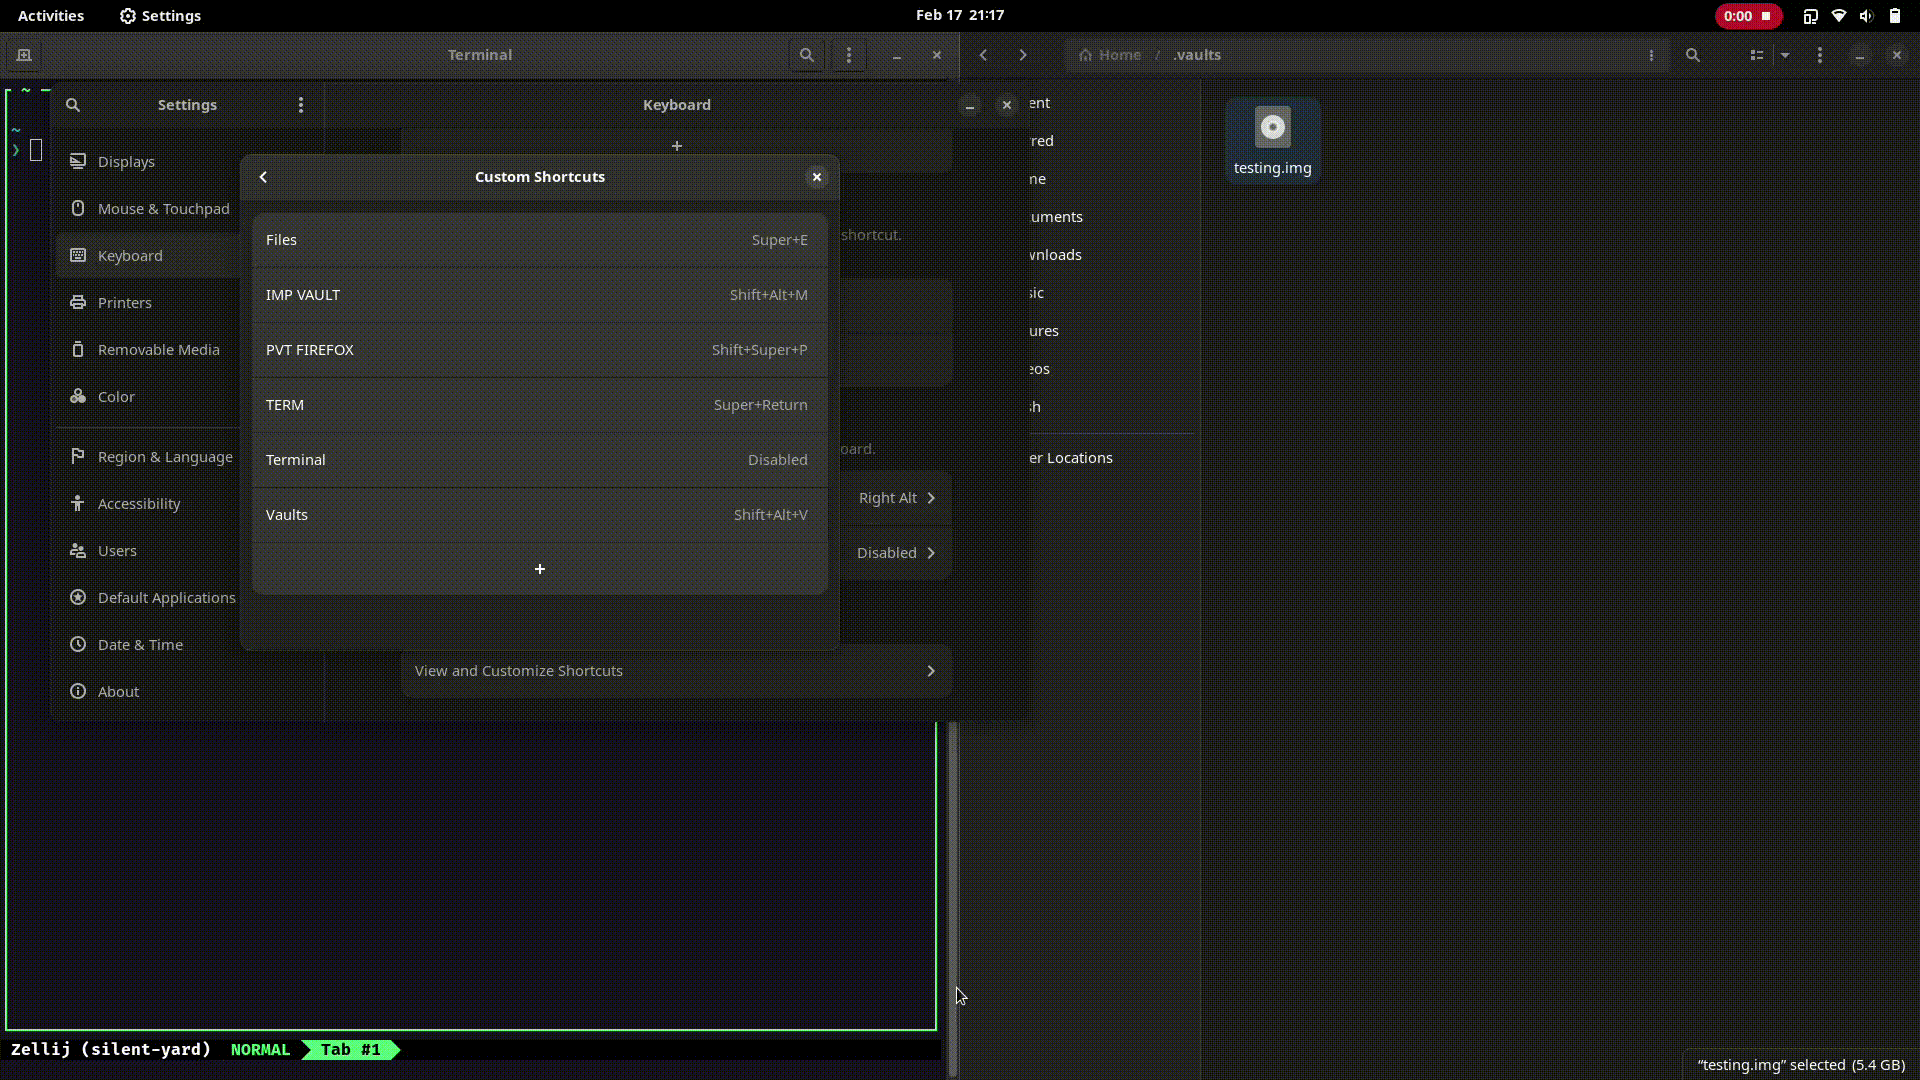 Activities Settings Feb 17 21:17 0:00
Terminal
Home / .vaults
Settings
Keyboard
~
~
❯
Displays
Mouse & Touchpad
Keyboard
Printers
Removable Media
Color
Region & Language
Accessibility
Users
Default Applications
Date & Time
About
Custom Shortcuts
Files Super+E
IMP VAULT Shift+Alt+M
PVT FIREFOX Shift+Super+P
TERM Super+Return
Terminal Disabled
Vaults Shift+Alt+V
+
+
shortcut.
oard.
Right Alt
Disabled
View and Customize Shortcuts
ent
red
me
uments
wnloads
sic
ures
eos
sh
er Locations
testing.img
Zellij (silent-yard) NORMAL Tab #1
“testing.img” selected (5.4 GB)